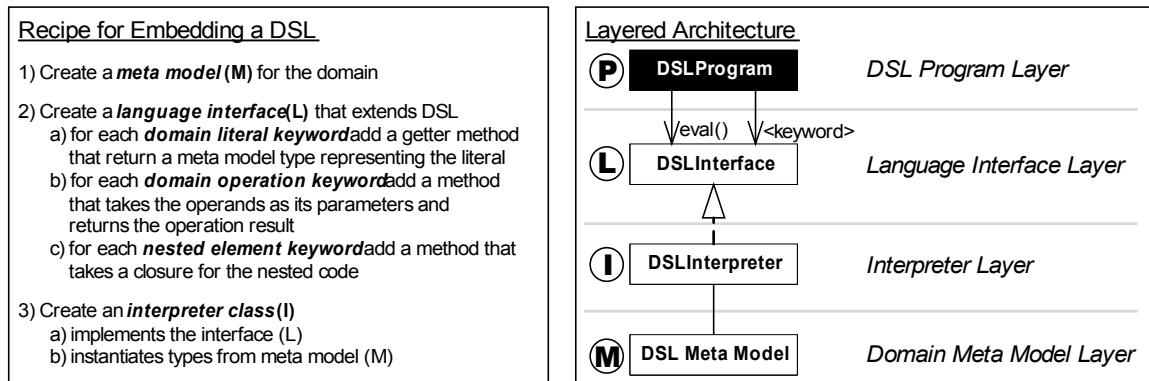 Recipe for Embedding a DSL
1) Create a meta model (M) for the domain
2) Create a language interface(L) that extends DSL
a) for each domain literal keyword add a getter method
that return a meta model type representing the literal
b) for each domain operation keyword add a method
that takes the operands as its parameters and
returns the operation result
c) for each nested element keyword add a method that
takes a closure for the nested code
3) Create an interpreter class (I)
a) implements the interface (L)
b) instantiates types from meta model (M)
Layered Architecture
P DSLProgram DSL Program Layer
eval() <keyword>
L DSLInterface Language Interface Layer
I DSLInterpreter Interpreter Layer
M DSL Meta Model Domain Meta Model Layer